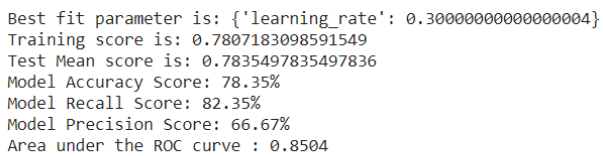 Best fit parameter is: {'learning_rate': 0.30000000000000004}
Training score is: 0.7807183098591549
Test Mean score is: 0.7835497835497836
Model Accuracy Score: 78.35%
Model Recall Score: 82.35%
Model Precision Score: 66.67%
Area under the ROC curve : 0.8504